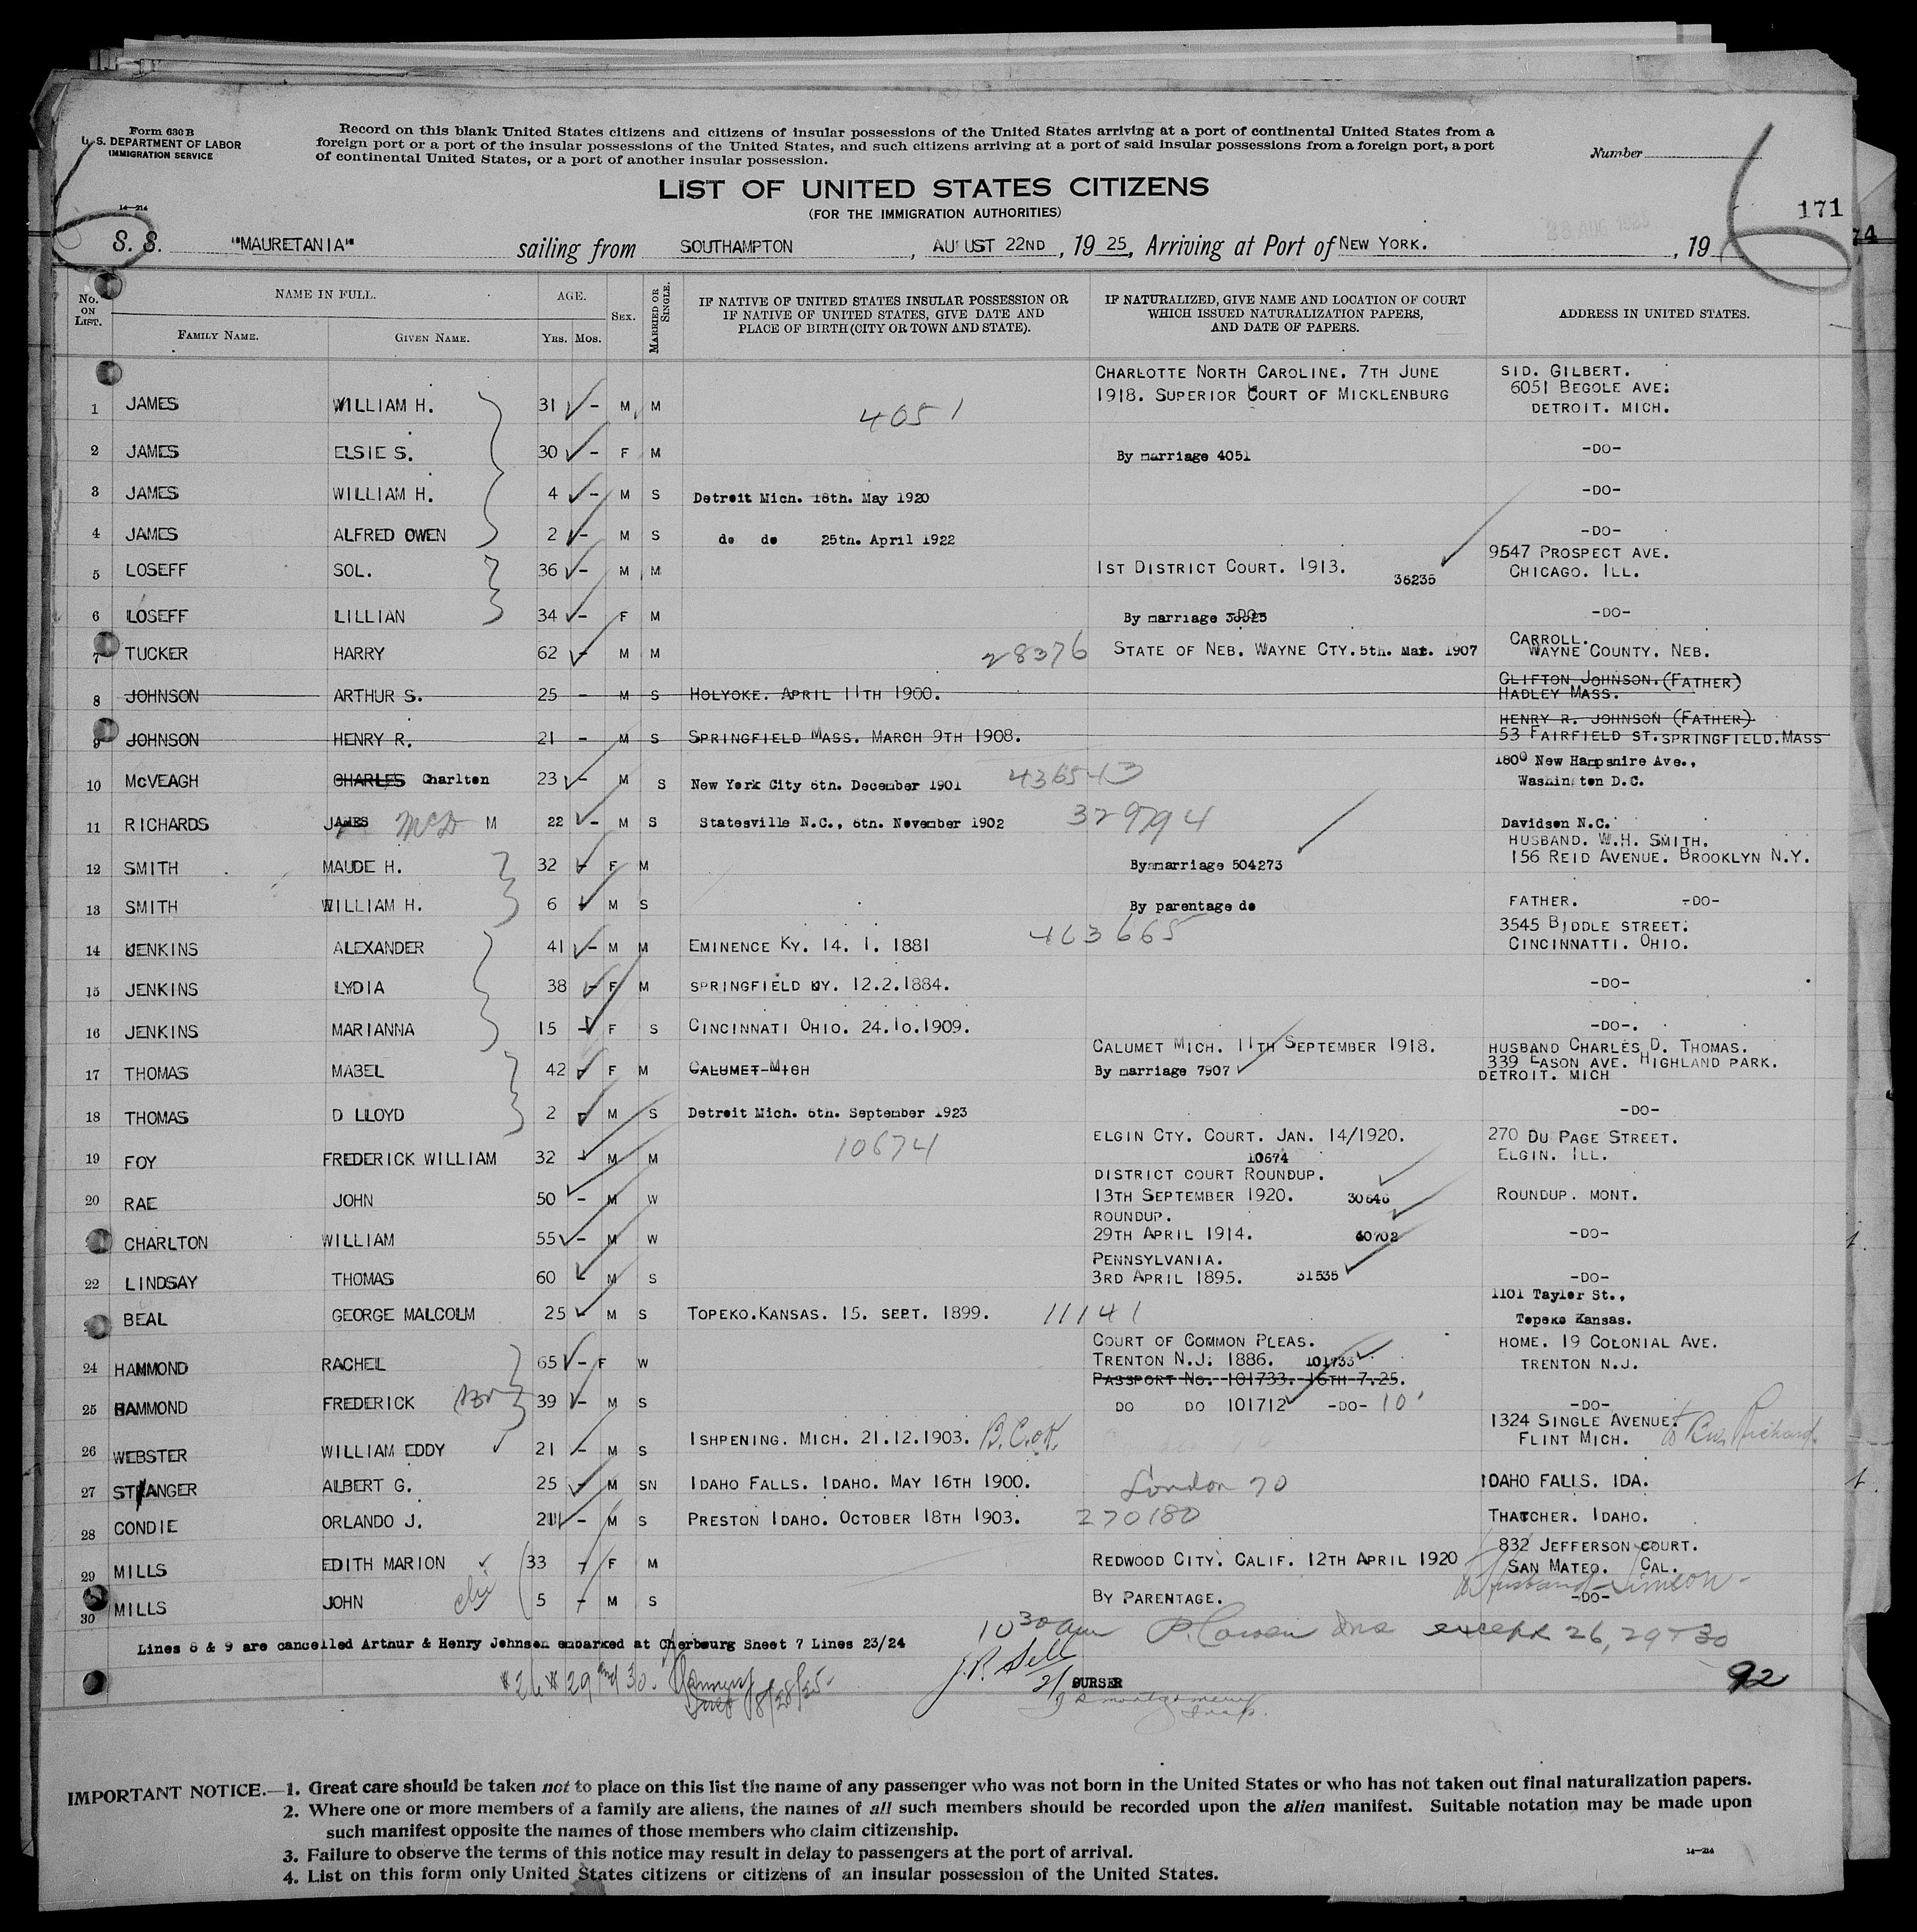 Form 630 B
U. S. DEPARTMENT OF LABOR
IMMIGRATION SERVICE
Record on this blank United States citizens and citizens of insular possessions of the United States arriving at a port of continental United States from a
foreign port or a port of the insular possessions of the United States, and such citizens arriving at a port of said insular possessions from a foreign port, a port
of continental United States, or a port of another insular possession.
Number
14—214
LIST OF UNITED STATES CITIZENS
(FOR THE IMMIGRATION AUTHORITIES)
171
74
S. S. "MAURETANIA" sailing from SOUTHAMPTON, AUGUST 22ND, 1925, Arriving at Port of NEW YORK. , 19
No. ON LIST. NAME IN FULL. FAMILY NAME. GIVEN NAME. AGE. YRS. MOS. SEX. MARRIED OR SINGLE. IF NATIVE OF UNITED STATES INSULAR POSSESSION OR IF NATIVE OF UNITED STATES, GIVE DATE AND PLACE OF BIRTH (CITY OR TOWN AND STATE). IF NATURALIZED, GIVE NAME AND LOCATION OF COURT WHICH ISSUED NATURALIZATION PAPERS, AND DATE OF PAPERS. ADDRESS IN UNITED STATES.
1 JAMES WILLIAM H. 31 - M M 4051 CHARLOTTE NORTH CAROLINE. 7TH JUNE 1918. SUPERIOR COURT OF MICKLENBURG SID. GILBERT. 6051 BEGOLE AVE: DETROIT. MICH.
2 JAMES ELSIE S. 30 - F M By marriage 4051 -DO-
3 JAMES WILLIAM H. 4 - M S Detroit Mich. 18th. May 1920 -DO-
4 JAMES ALFRED OWEN 2 - M S do do 25th. April 1922 -DO-
5 LOSEFF SOL. 36 - M M 1ST DISTRICT COURT. 1913. 36235 9547 PROSPECT AVE. CHICAGO. ILL.
6 LOSEFF LILLIAN 34 - F M By marriage -DO- -DO-
7 TUCKER HARRY 62 - M M 28376 STATE OF NEB. WAYNE CTY. 5th. Mar. 1907 CARROLL. WAYNE COUNTY. NEB.
8 JOHNSON ARTHUR S. 25 - M S HOLYOKE. APRIL 11TH 1900. CLIFTON JOHNSON. (FATHER) HADLEY MASS.
9 JOHNSON HENRY R. 21 - M S SPRINGFIELD MASS. MARCH 9TH 1908. HENRY R. JOHNSON (FATHER) 53 FAIRFIELD ST. SPRINGFIELD. MASS
10 McVEAGH CHARLES Charlton 23 - M S New York City 6th. December 1901 436543 1800 New Hampshire Ave., Washington D.C.
11 RICHARDS JAMES McD M 22 - M S Statesville N.C., 6th. November 1902 329794 Davidson N.C.
12 SMITH MAUDE H. 32 - F M By marriage 504273 HUSBAND. W.H. SMITH. 156 REID AVENUE. BROOKLYN N.Y.
13 SMITH WILLIAM H. 6 - M S By parentage do FATHER. -DO-
14 JENKINS ALEXANDER 41 - M M EMINENCE KY. 14. 1. 1881 463665 3545 BIDDLE STREET: CINCINNATTI. OHIO.
15 JENKINS LYDIA 38 - F M SPRINGFIELD KY. 12.2.1884. -DO-
16 JENKINS MARIANNA 15 - F S CINCINNATI OHIO. 24.10.1909. -DO-.
17 THOMAS MABEL 42 - F M CALUMET-MICH CALUMET MICH. 11TH SEPTEMBER 1918. By marriage 7907 HUSBAND CHARLES D. THOMAS. 339 EASON AVE. HIGHLAND PARK. DETROIT. MICH
18 THOMAS D LLOYD 2 - M S Detroit Mich. 6th. September 1923 -DO-
19 FOY FREDERICK WILLIAM 32 - M M 10674 ELGIN CTY. COURT. JAN. 14/1920. 10674 270 DU PAGE STREET. ELGIN. ILL.
20 RAE JOHN 50 - M W DISTRICT COURT ROUNDUP. 13TH SEPTEMBER 1920. 30646 ROUNDUP. MONT.
CHARLTON WILLIAM 55 - M W ROUNDUP. 29TH APRIL 1914. 60702 -DO-
22 LINDSAY THOMAS 60 - M S PENNSYLVANIA. 3RD APRIL 1895. 31535 -DO-
BEAL GEORGE MALCOLM 25 - M S TOPEKO.KANSAS. 15. SEPT. 1899. 11141 1101 Taylor St., Topeko Kansas.
24 HAMMOND RACHEL 65 - F W COURT OF COMMON PLEAS. TRENTON N.J: 1886. 101733 PASSPORT NO. 101733. 16TH 7.25. HOME. 19 COLONIAL AVE. TRENTON N.J.
25 HAMMOND FREDERICK son 39 - M S DO DO 101712 -DO- 10 -DO-
26 WEBSTER WILLIAM EDDY 21 - M S ISHPENING. MICH. 21.12.1903. B.C.ok. 1324 SINGLE AVENUE. FLINT MICH. Richard
27 STRANGER ALBERT G. 25 - M SN IDAHO FALLS. IDAHO. MAY 16TH 1900. London 70 IDAHO FALLS. IDA.
28 CONDIE ORLANDO J. 21 - M S PRESTON IDAHO. OCTOBER 18TH 1903. 270180 THATCHER. IDAHO.
29 MILLS EDITH MARION 33 - F M REDWOOD CITY. CALIF. 12TH APRIL 1920 832 JEFFERSON COURT. SAN MATEO. CAL. to husband Simeon
30 MILLS JOHN 5 - M S BY PARENTAGE. -DO-
Lines 8 & 9 are cancelled Arthur & Henry Johnson embarked at Cherbourg Sheet 7 Lines 23/24
10 30 am P. Cowen Ins except 26, 29 & 30
#26 # 29 and 30. 8/28/25
J.R. Sell
PURSER
92
J R Montgomery
Insp.
IMPORTANT NOTICE.—1. Great care should be taken not to place on this list the name of any passenger who was not born in the United States or who has not taken out final naturalization papers.
2. Where one or more members of a family are aliens, the names of all such members should be recorded upon the alien manifest. Suitable notation may be made upon
such manifest opposite the names of those members who claim citizenship.
3. Failure to observe the terms of this notice may result in delay to passengers at the port of arrival.
4. List on this form only United States citizens or citizens of an insular possession of the United States.
14—214